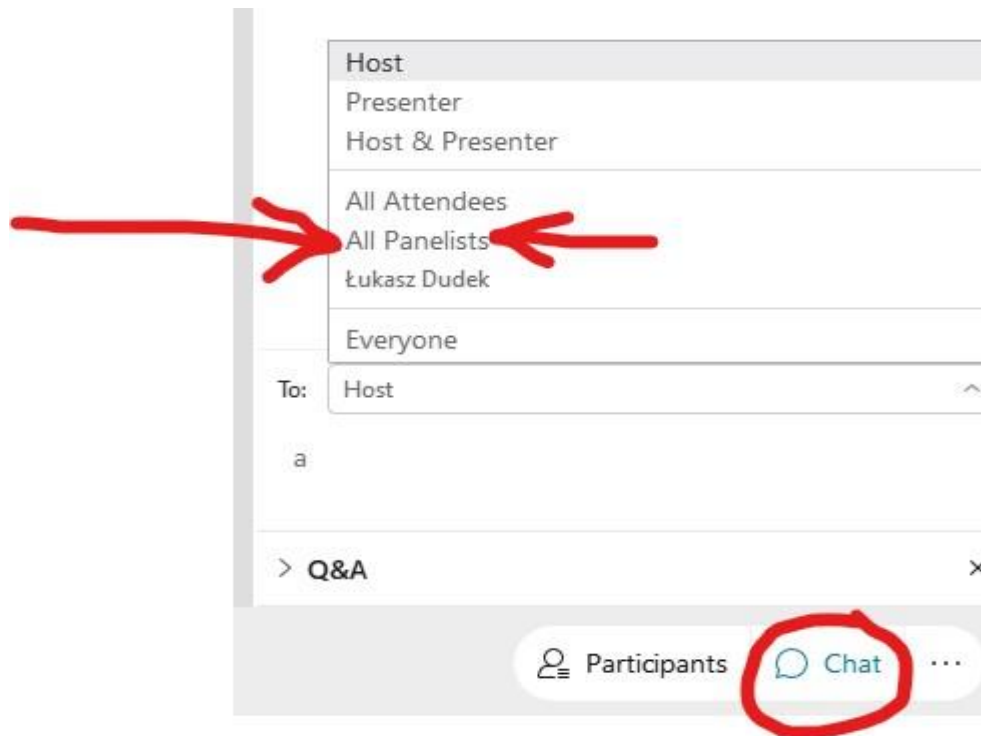 Host
Presenter
Host & Presenter
All Attendees
All Panelists
Łukasz Dudek
Everyone
To: Host
a
Q&A
Participants Chat ...